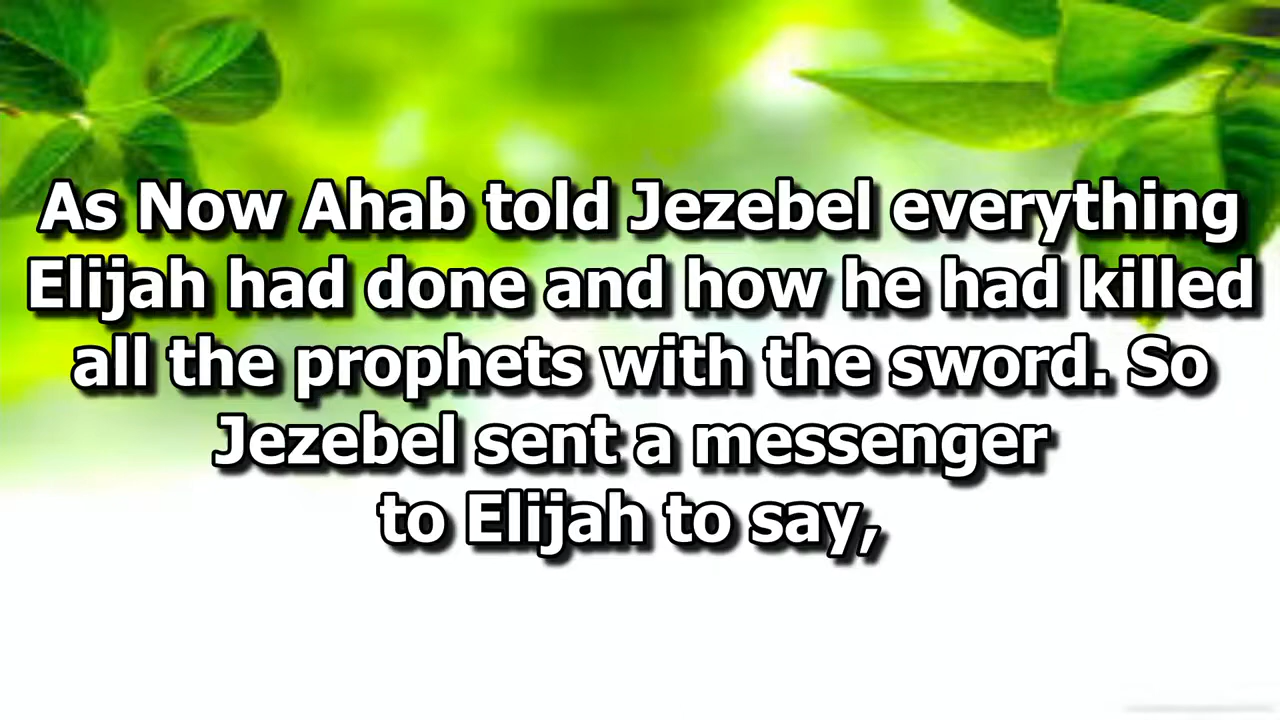 As Now Ahab told Jezebel everything
Elijah had done and how he had killed
all the prophets with the sword. So
Jezebel sent a messenger
to Elijah to say,